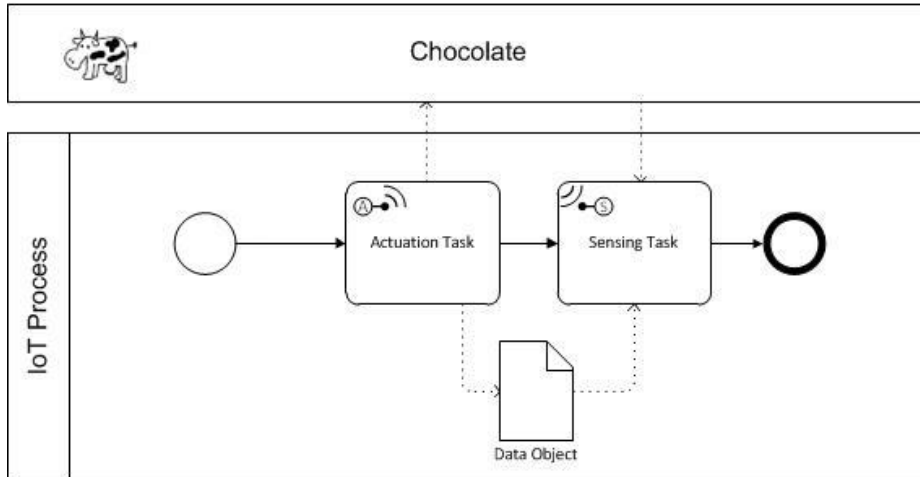 Chocolate
IoT Process
A
Actuation Task
S
Sensing Task
Data Object